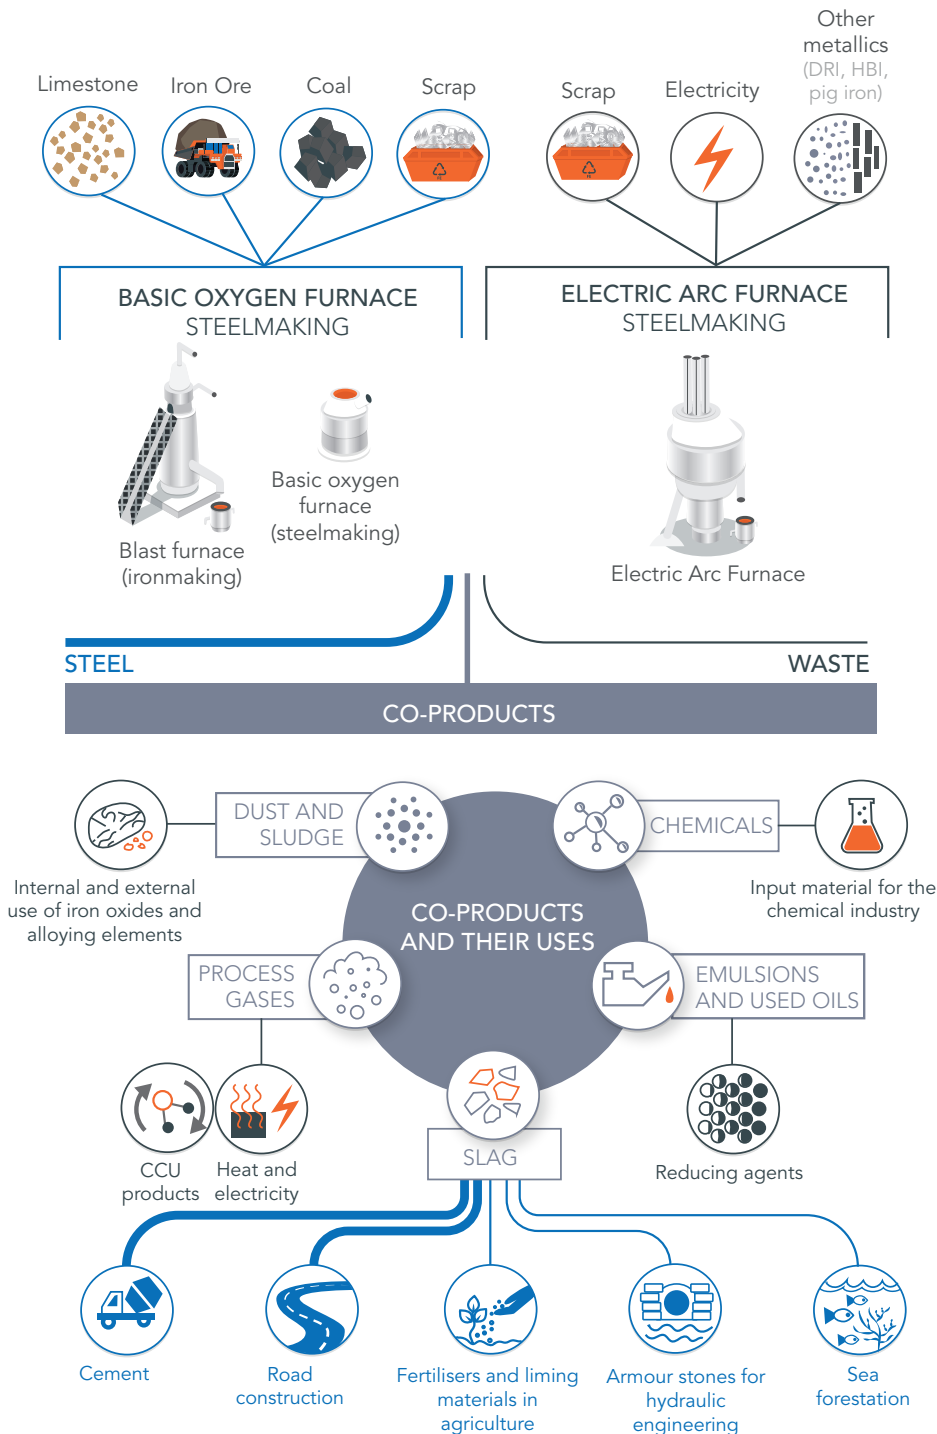 Limestone
Iron Ore
Coal
Scrap
Scrap
Electricity
Other
metallics
(DRI, HBI,
pig iron)
BASIC OXYGEN FURNACE
STEELMAKING
ELECTRIC ARC FURNACE
STEELMAKING
Blast furnace
(ironmaking)
Basic oxygen
furnace
(steelmaking)
Electric Arc Furnace
STEEL
WASTE
CO-PRODUCTS
DUST AND
SLUDGE
CHEMICALS
Internal and external
use of iron oxides and
alloying elements
CO-PRODUCTS
AND THEIR USES
Input material for the
chemical industry
PROCESS
GASES
EMULSIONS
AND USED OILS
CCU
products
Heat and
electricity
SLAG
Reducing agents
Cement
Road
construction
Fertilisers and liming
materials in
agriculture
Armour stones for
hydraulic
engineering
Sea
forestation